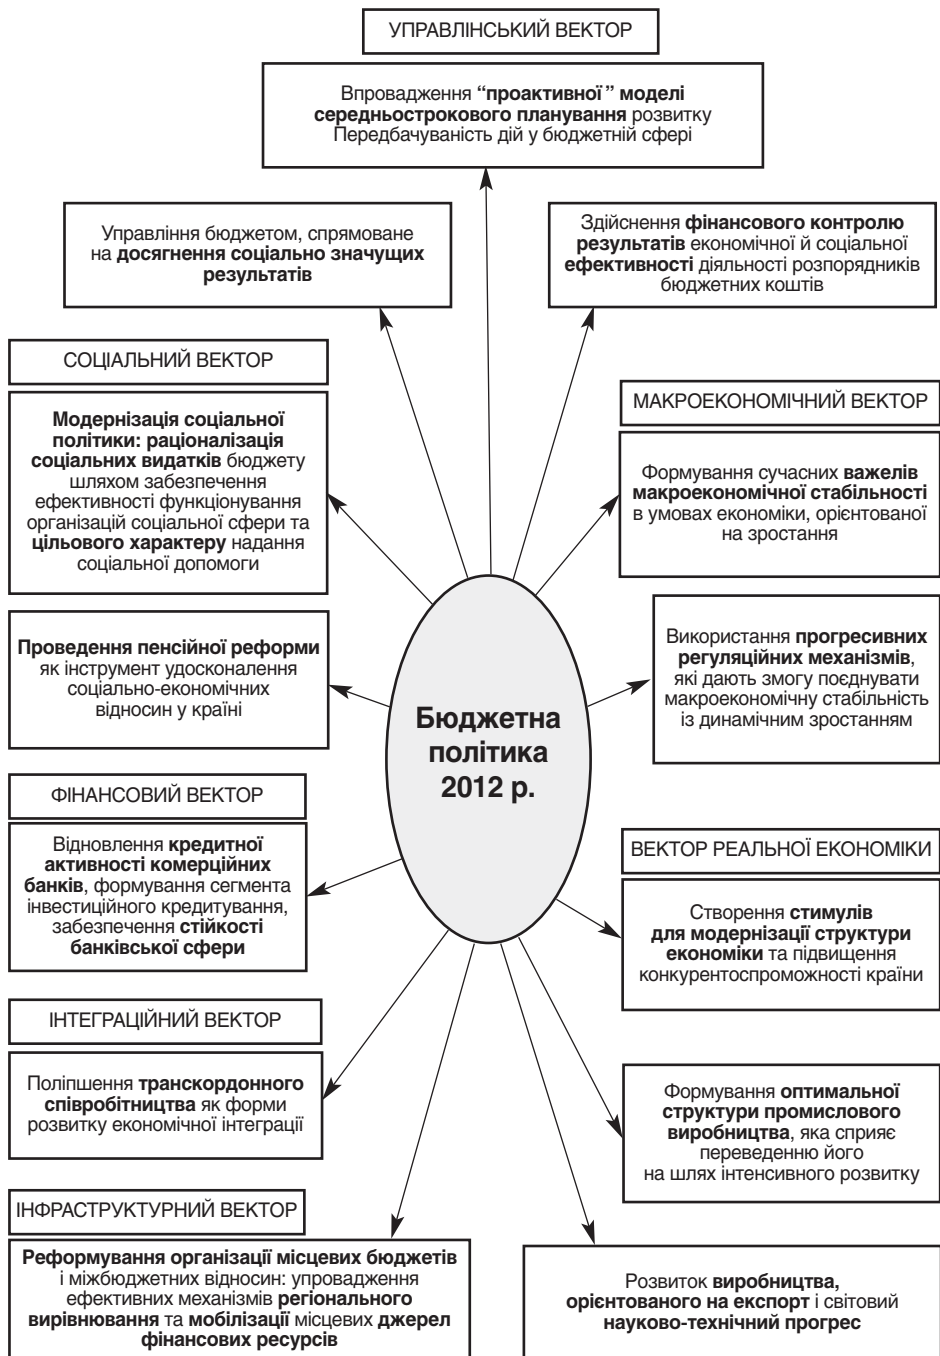 УПРАВЛІНСЬКИЙ ВЕКТОР
Впровадження “проактивної” моделі
середньострокового планування розвитку
Передбачуваність дій у бюджетній сфері
Управління бюджетом, спрямоване
на досягнення соціально значущих
результатів
Здійснення фінансового контролю
результатів економічної й соціальної
ефективності діяльності розпорядників
бюджетних коштів
СОЦІАЛЬНИЙ ВЕКТОР
Модернізація соціальної
політики: раціоналізація
соціальних видатків бюджету
шляхом забезпечення
ефективності функціонування
організацій соціальної сфери та
цільового характеру надання
соціальної допомоги
Проведення пенсійної реформи
як інструмент удосконалення
соціально-економічних
відносин у країні
МАКРОЕКОНОМІЧНИЙ ВЕКТОР
Формування сучасних важелів
макроекономічної стабільності
в умовах економіки, орієнтованої
на зростання
Використання прогресивних
регуляційних механізмів,
які дають змогу поєднувати
макроекономічну стабільність
із динамічним зростанням
Бюджетна
політика
2012 р.
ФІНАНСОВИЙ ВЕКТОР
Відновлення кредитної
активності комерційних
банків, формування сегмента
інвестиційного кредитування,
забезпечення стійкості
банківської сфери
ВЕКТОР РЕАЛЬНОЇ ЕКОНОМІКИ
Створення стимулів
для модернізації структури
економіки та підвищення
конкурентоспроможності країни
ІНТЕГРАЦІЙНИЙ ВЕКТОР
Поліпшення транскордонного
співробітництва як форми
розвитку економічної інтеграції
Формування оптимальної
структури промислового
виробництва, яка сприяє
переведенню його
на шлях інтенсивного розвитку
ІНФРАСТРУКТУРНИЙ ВЕКТОР
Реформування організації місцевих бюджетів
і міжбюджетних відносин: упровадження
ефективних механізмів регіонального
вирівнювання та мобілізації місцевих джерел
фінансових ресурсів
Розвиток виробництва,
орієнтованого на експорт і світовий
науково-технічний прогрес